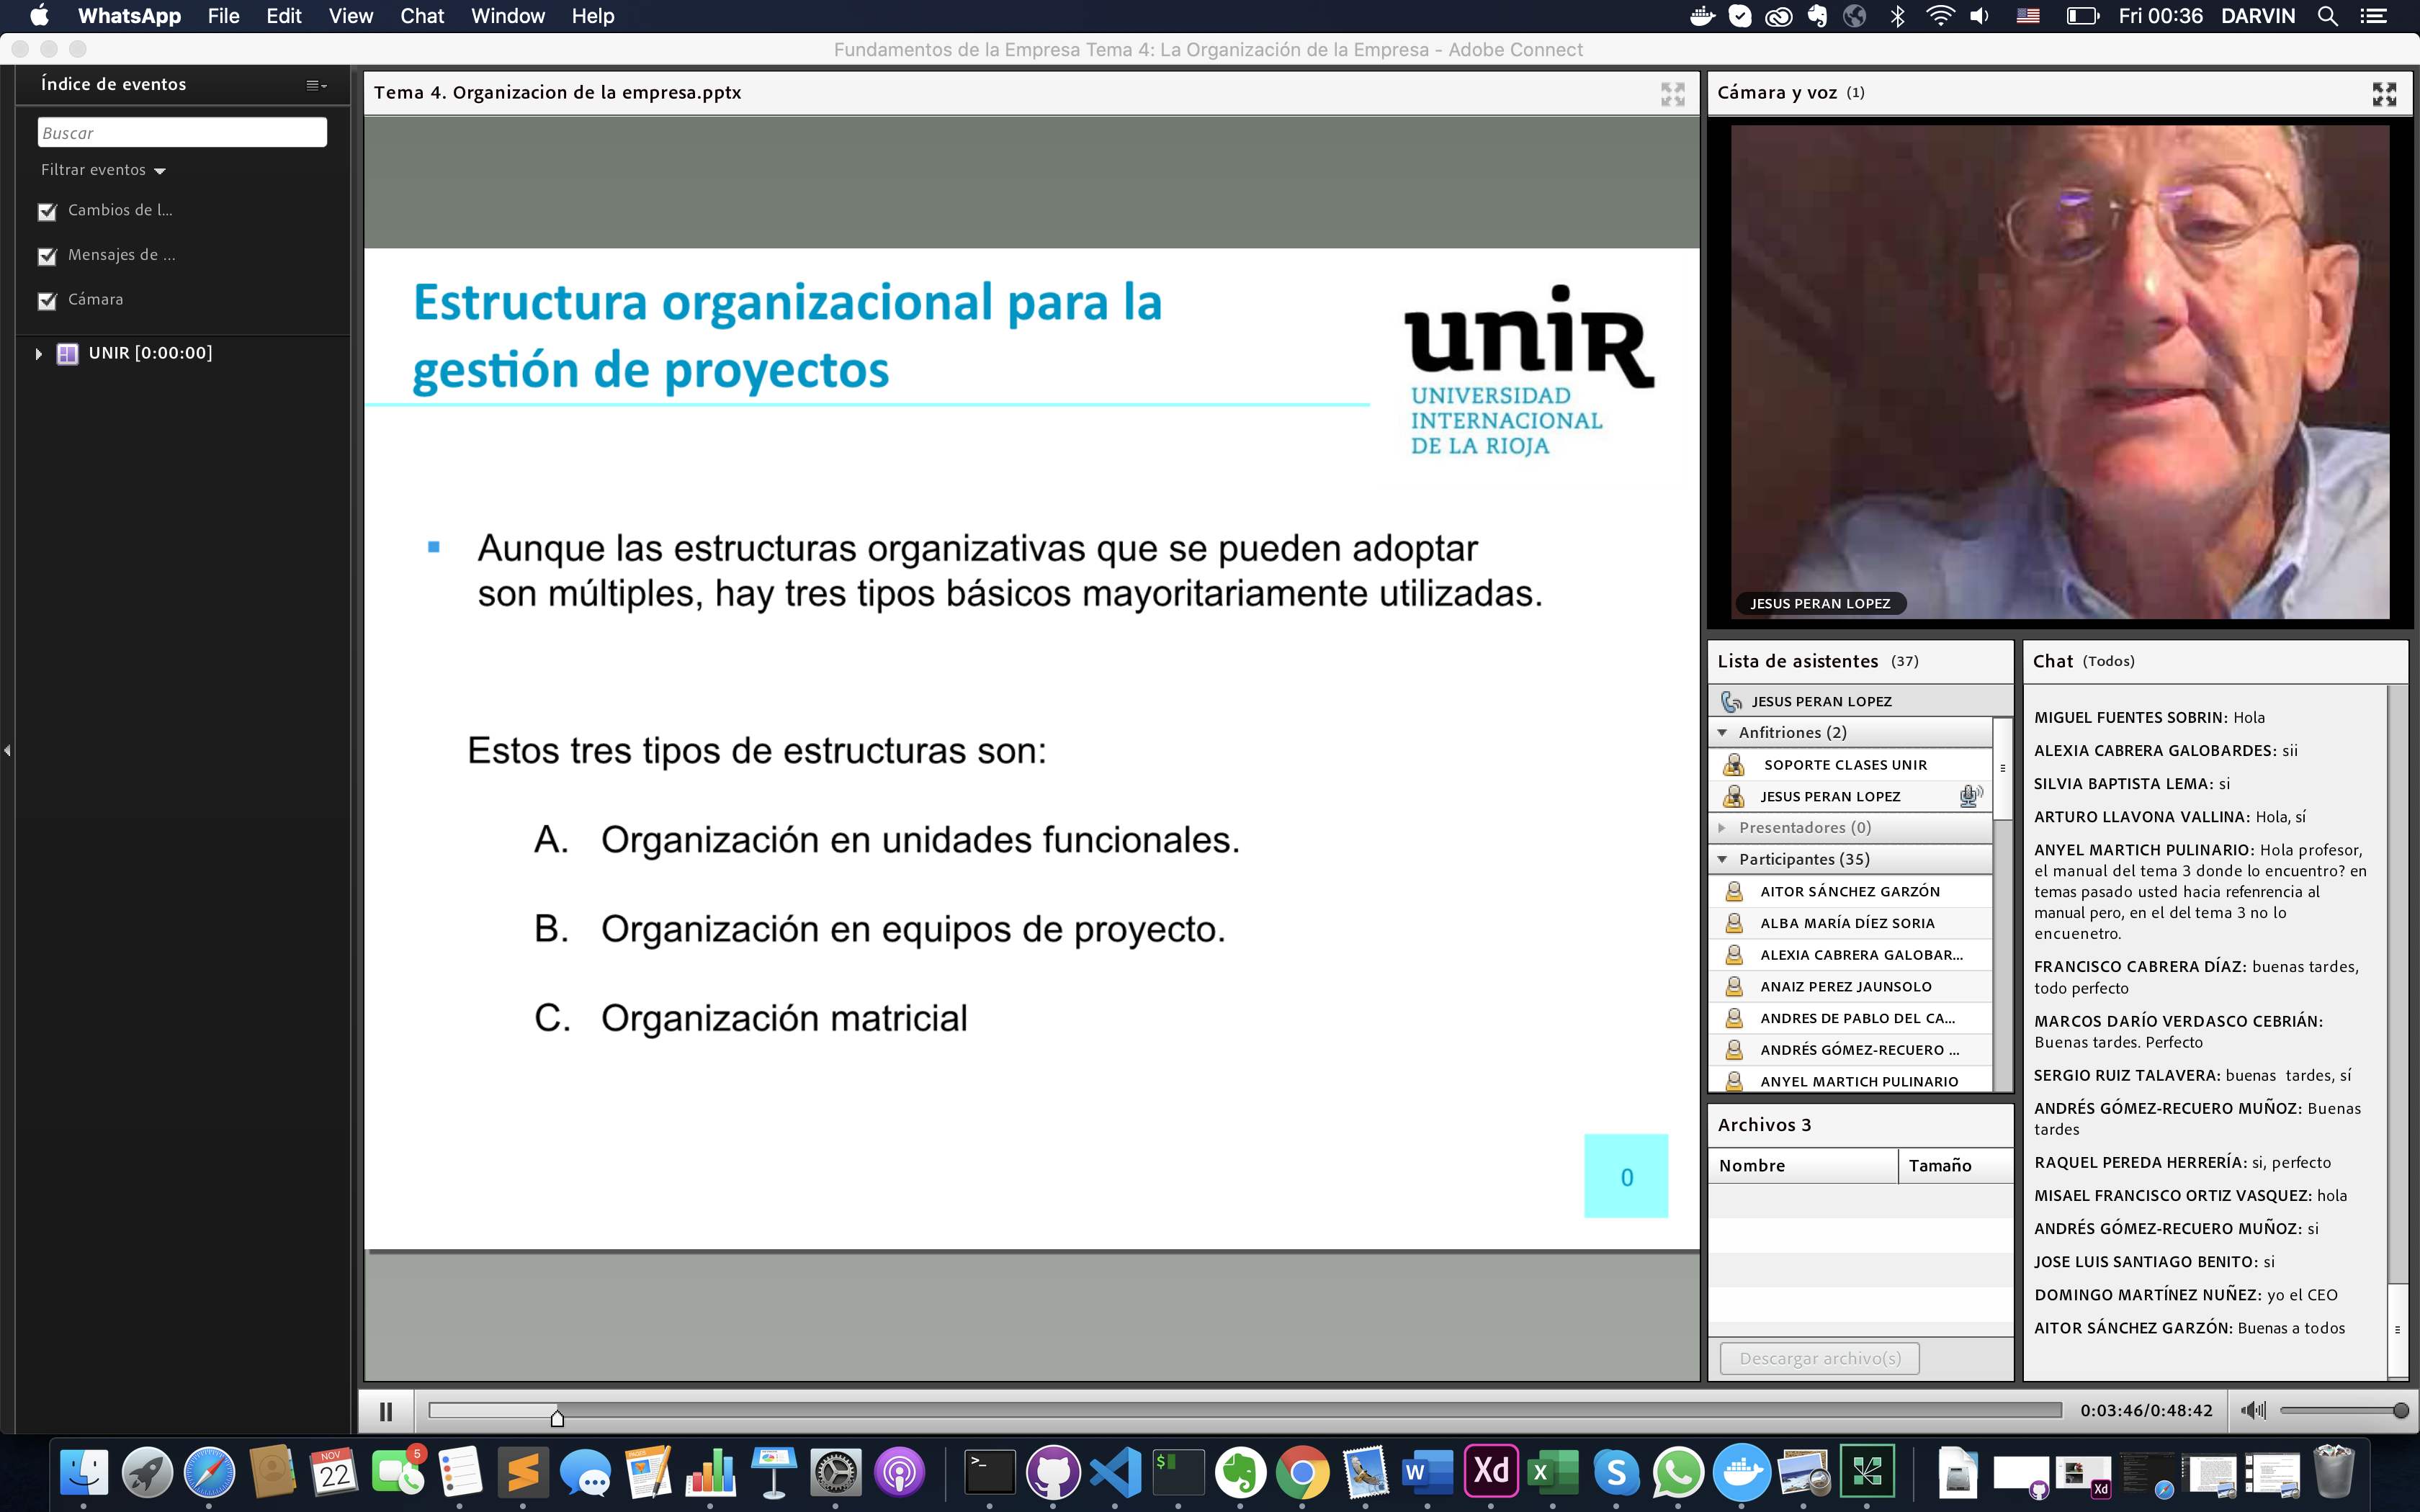 WhatsApp File Edit View Chat Window Help Fri 00:36 DARVIN
Fundamentos de la Empresa Tema 4: La Organización de la Empresa - Adobe Connect
Índice de eventos
Buscar
Filtrar eventos
Cambios de l...
Mensajes de ...
Cámara
UNIR [0:00:00]
Tema 4. Organizacion de la empresa.pptx
Estructura organizacional para la
gestión de proyectos
uniR
UNIVERSIDAD
INTERNACIONAL
DE LA RIOJA
Aunque las estructuras organizativas que se pueden adoptar
son múltiples, hay tres tipos básicos mayoritariamente utilizadas.
Estos tres tipos de estructuras son:
A. Organización en unidades funcionales.
B. Organización en equipos de proyecto.
C. Organización matricial
0
Cámara y voz (1)
JESUS PERAN LOPEZ
Lista de asistentes (37)
JESUS PERAN LOPEZ
Anfitriones (2)
SOPORTE CLASES UNIR
JESUS PERAN LOPEZ
Presentadores (0)
Participantes (35)
AITOR SÁNCHEZ GARZÓN
ALBA MARÍA DÍEZ SORIA
ALEXIA CABRERA GALOBAR...
ANAIZ PEREZ JAUNSOLO
ANDRES DE PABLO DEL CA...
ANDRÉS GÓMEZ-RECUERO ...
ANYEL MARTICH PULINARIO
Archivos 3
Nombre Tamaño
Descargar archivo(s)
Chat (Todos)
MIGUEL FUENTES SOBRIN: Hola
ALEXIA CABRERA GALOBARDES: sii
SILVIA BAPTISTA LEMA: si
ARTURO LLAVONA VALLINA: Hola, sí
ANYEL MARTICH PULINARIO: Hola profesor,
el manual del tema 3 donde lo encuentro? en
temas pasado usted hacia refenrencia al
manual pero, en el del tema 3 no lo
encuenetro.
FRANCISCO CABRERA DÍAZ: buenas tardes,
todo perfecto
MARCOS DARÍO VERDASCO CEBRIÁN:
Buenas tardes. Perfecto
SERGIO RUIZ TALAVERA: buenas  tardes, sí
ANDRÉS GÓMEZ-RECUERO MUÑOZ: Buenas
tardes
RAQUEL PEREDA HERRERÍA: si, perfecto
MISAEL FRANCISCO ORTIZ VASQUEZ: hola
ANDRÉS GÓMEZ-RECUERO MUÑOZ: si
JOSE LUIS SANTIAGO BENITO: si
DOMINGO MARTÍNEZ NUÑEZ: yo el CEO
AITOR SÁNCHEZ GARZÓN: Buenas a todos
0:03:46/0:48:42
NOV
22
5
PAGES
>_
$
W
Xd
X
S
Xd